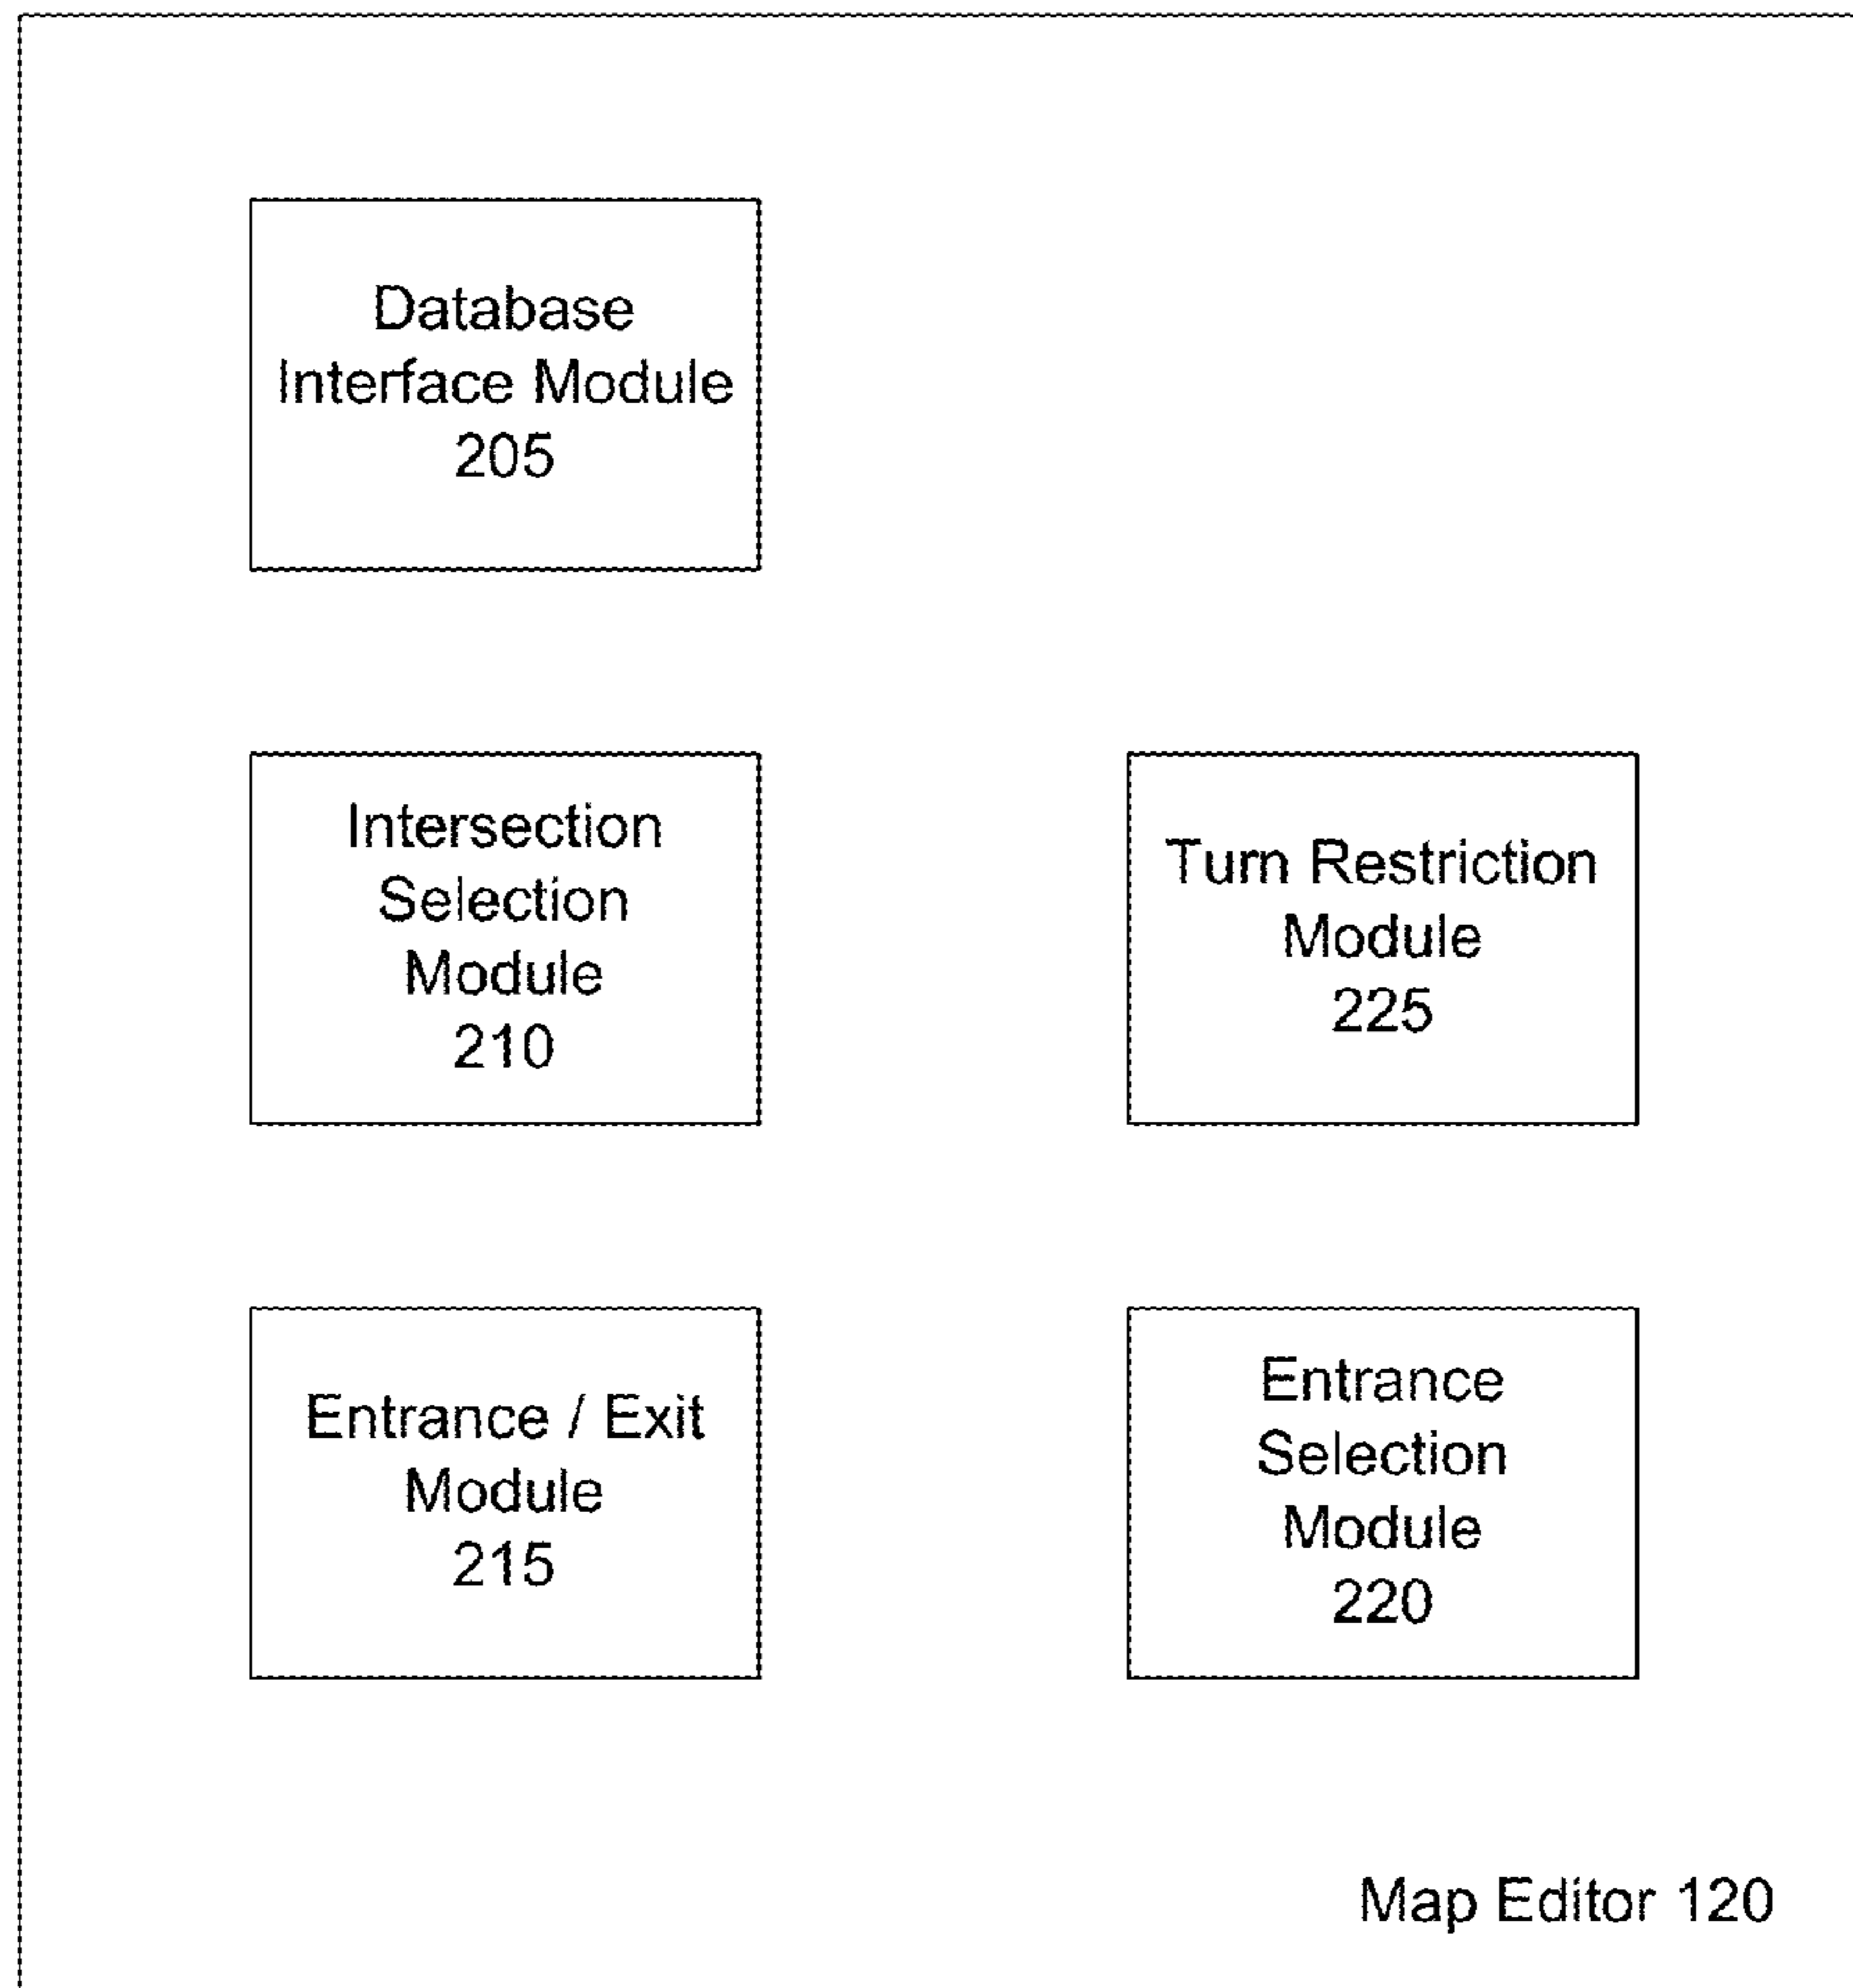 Database
Interface Module
205
Intersection
Selection
Module
210
Turn Restriction
Module
225
Entrance / Exit
Module
215
Entrance
Selection
Module
220
Map Editor 120